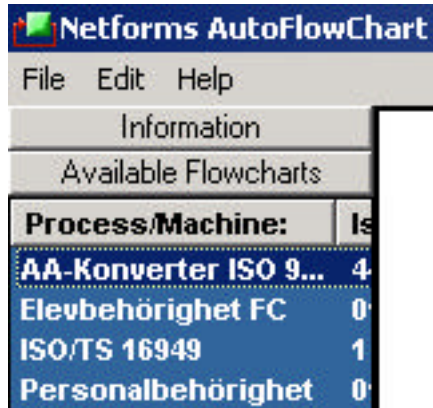 Netforms AutoFlowChart
File Edit Help
Information
Available Flowcharts
Process/Machine:
AA-Konverter ISO 9...
Elevbehörighet FC
ISO/TS 16949 1
Personalbehörighet